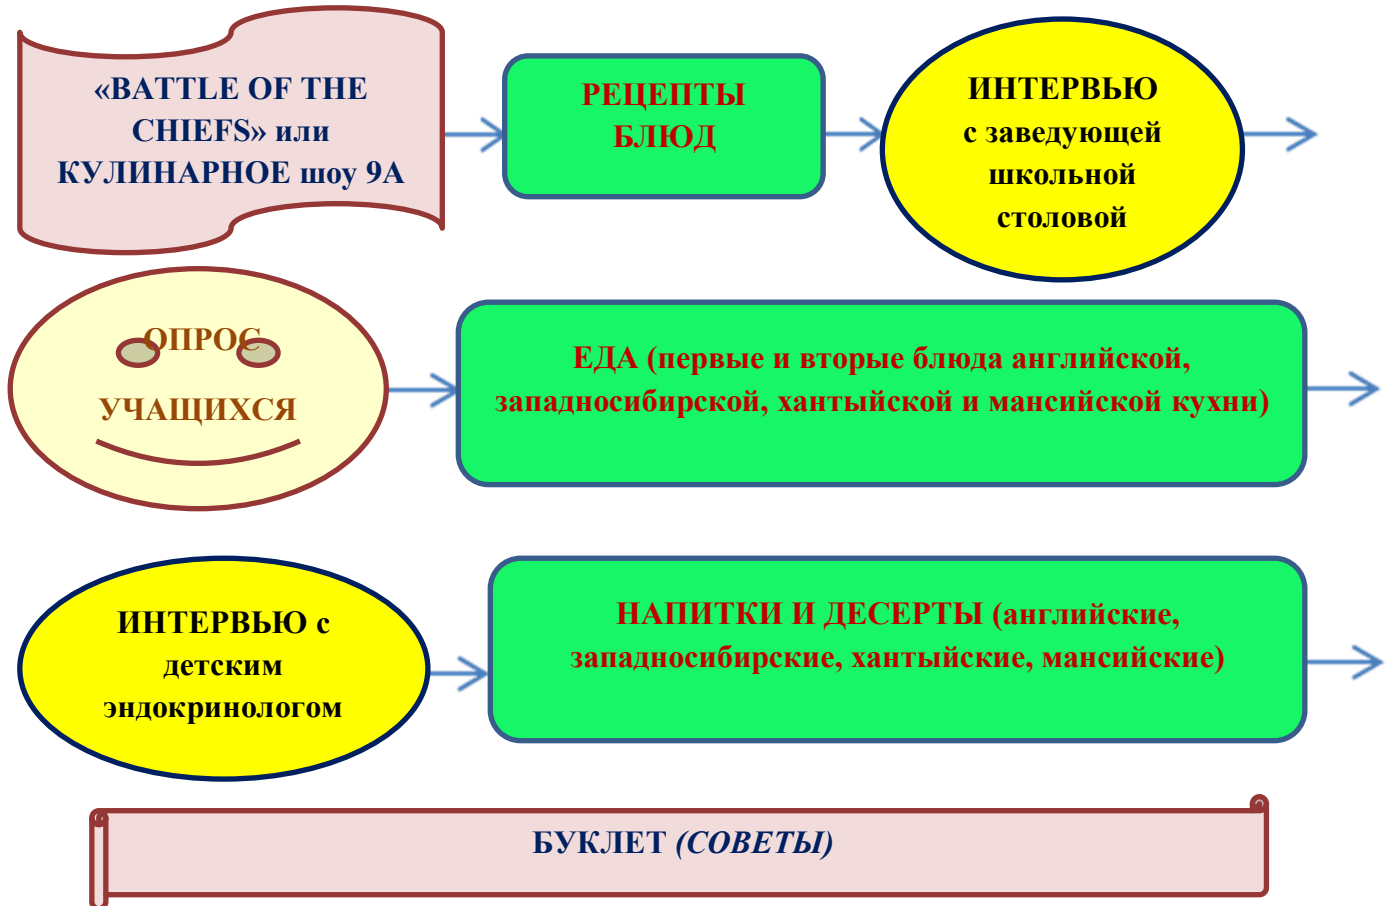 «BATTLE OF THE
CHIEFS» или
КУЛИНАРНОЕ шоу 9А
РЕЦЕПТЫ
БЛЮД
ИНТЕРВЬЮ
с заведующей
школьной
столовой
ОПРОС
УЧАЩИХСЯ
ЕДА (первые и вторые блюда английской,
западносибирской, хантыйской и мансийской кухни)
ИНТЕРВЬЮ с
детским
эндокринологом
НАПИТКИ И ДЕСЕРТЫ (английские,
западносибирские, хантыйские, мансийские)
БУКЛЕТ (СОВЕТЫ)